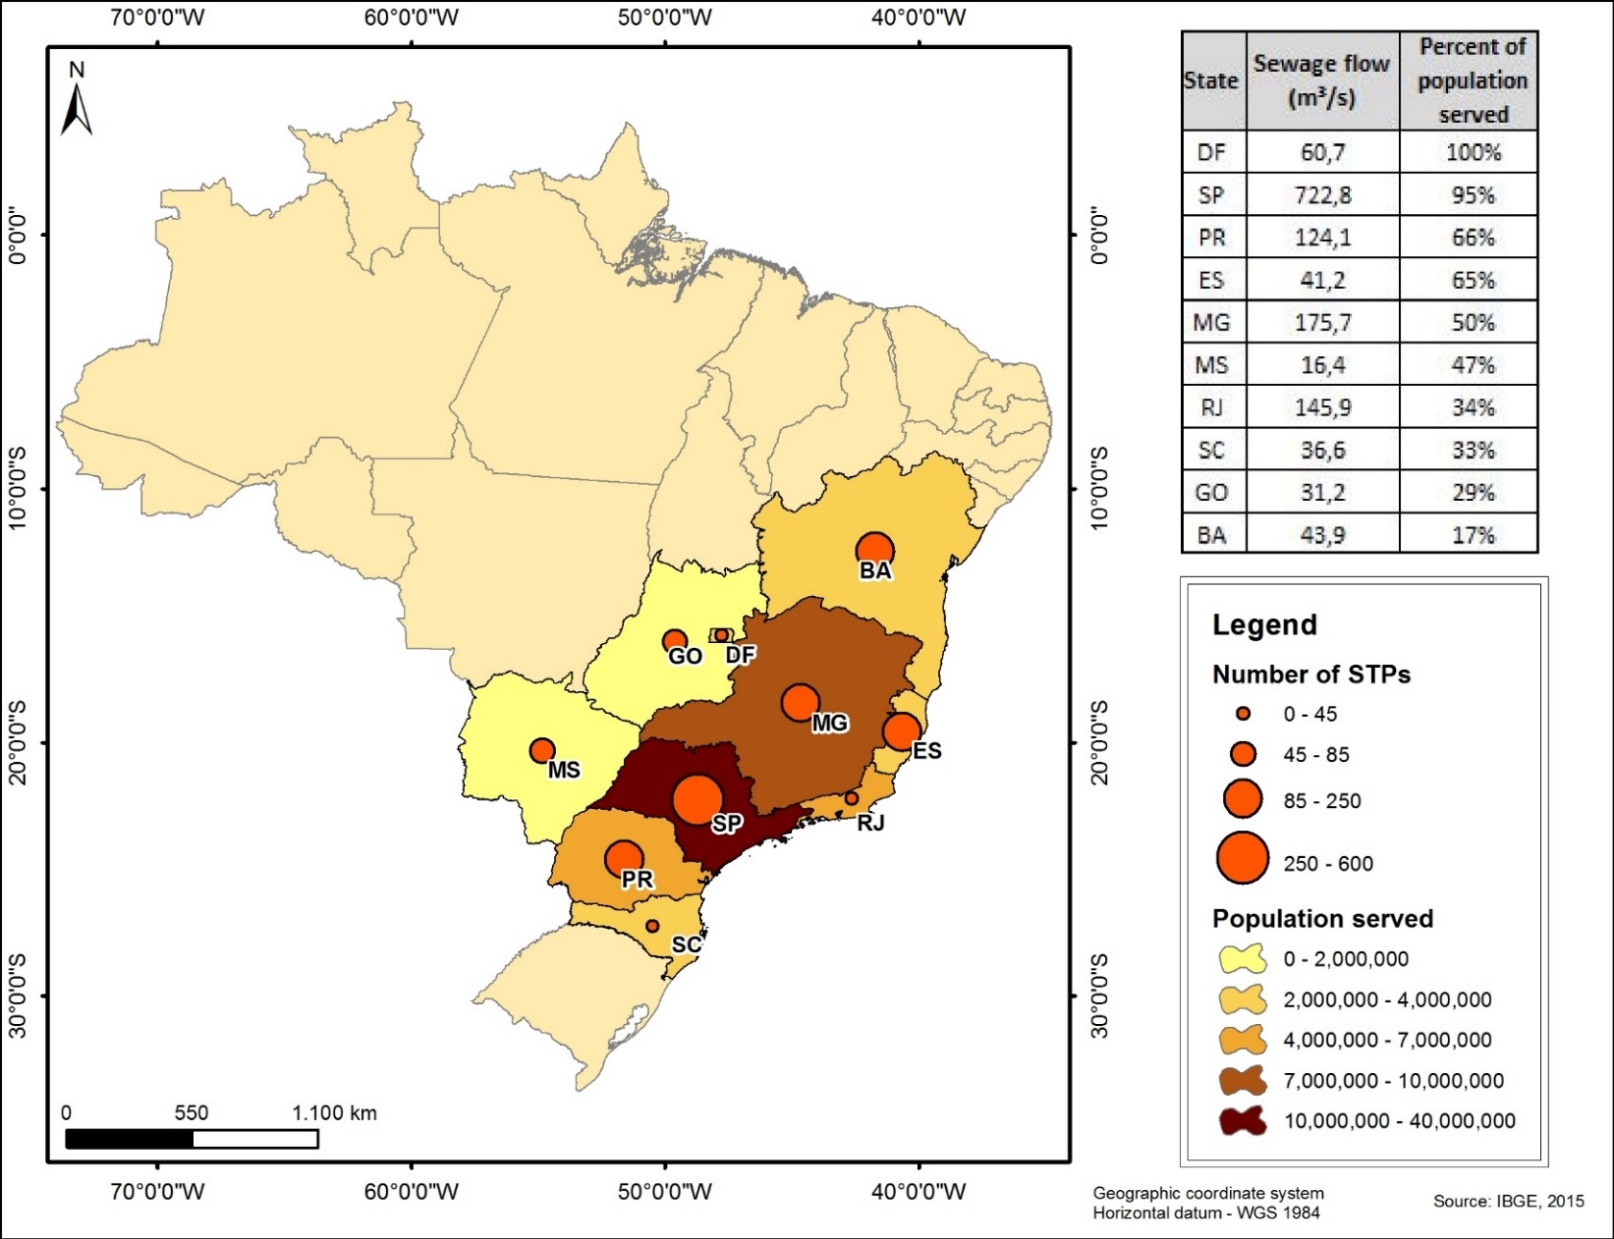 70°0'0"W 60°0'0"W 50°0'0"W 40°0'0"W
N
0°0'0" 0°0'0"
10°0'0"S 10°0'0"S
20°0'0"S 20°0'0"S
30°0'0"S 30°0'0"S
BA
GO DF
MG
ES
MS
SP
RJ
PR
SC
0 550 1.100 km
70°0'0"W 60°0'0"W 50°0'0"W 40°0'0"W
State Sewage flow (m³/s) Percent of population served
DF 60,7 100%
SP 722,8 95%
PR 124,1 66%
ES 41,2 65%
MG 175,7 50%
MS 16,4 47%
RJ 145,9 34%
SC 36,6 33%
GO 31,2 29%
BA 43,9 17%
Legend
Number of STPs
0 - 45
45 - 85
85 - 250
250 - 600
Population served
0 - 2,000,000
2,000,000 - 4,000,000
4,000,000 - 7,000,000
7,000,000 - 10,000,000
10,000,000 - 40,000,000
Geographic coordinate system
Horizontal datum - WGS 1984
Source: IBGE, 2015